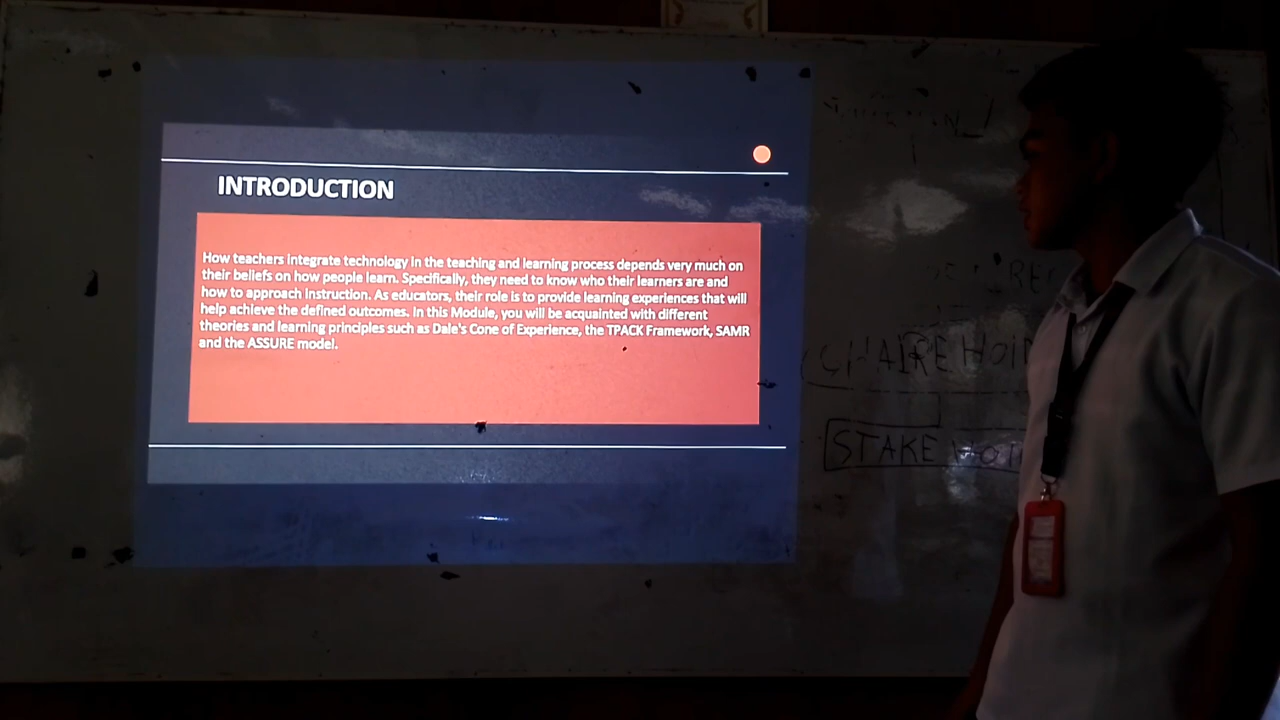 INTRODUCTION
How teachers integrate technology in the teaching and learning process depends very much on
their beliefs on how people learn. Specifically, they need to know who their learners are and
how to approach Instruction. As educators, their role is to provide learning experiences that will
help achieve the defined outcomes. In this Module, you will be acquainted with different
theories and learning principles such as Dale's Cone of Experience, the TPACK Framework, SAMR
and the ASSURE model.
STAKE